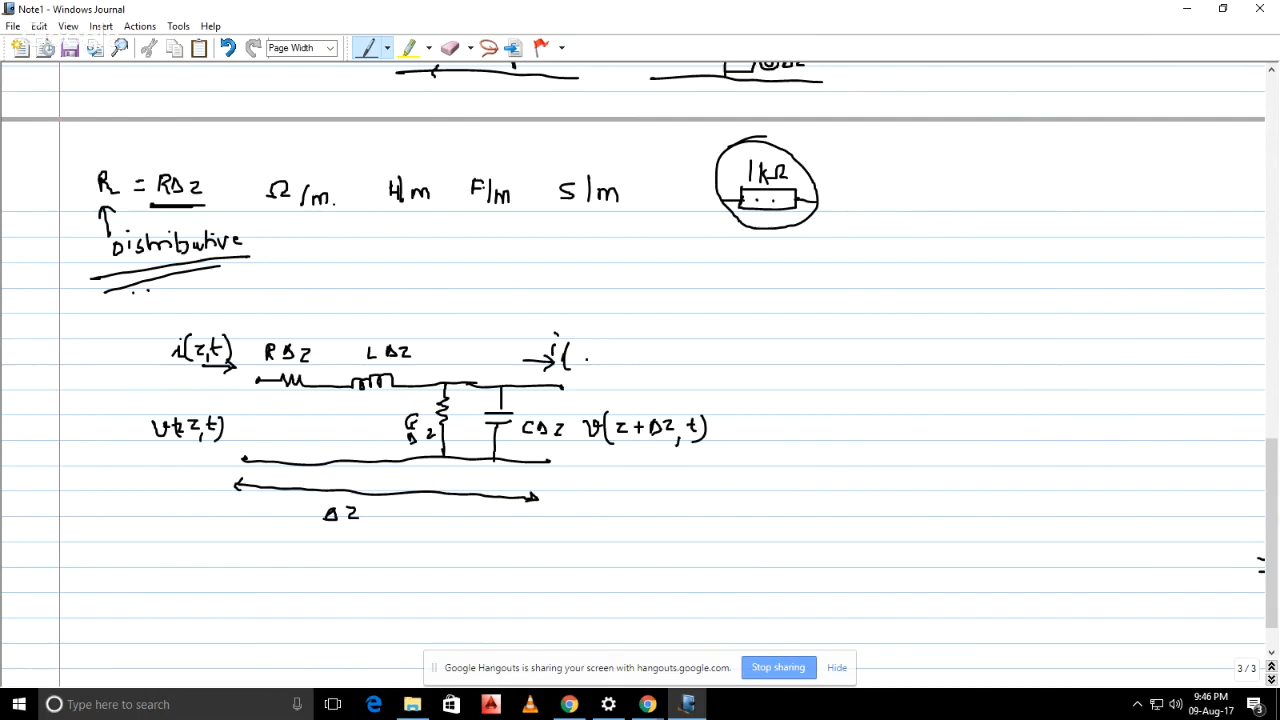 Note1 - Windows Journal
File Edit View Insert Actions Tools Help
Page Width
1kΩ
R = RΔz Ω/m. H/m F/m S/m
Distributive
i(z,t) RΔz LΔz i(
v(z,t) GΔz CΔz v(z+Δz,t)
Δz
Google Hangouts is sharing your screen with hangouts.google.com. Stop sharing Hide
3/3
Type here to search
9:46 PM
09-Aug-17
3